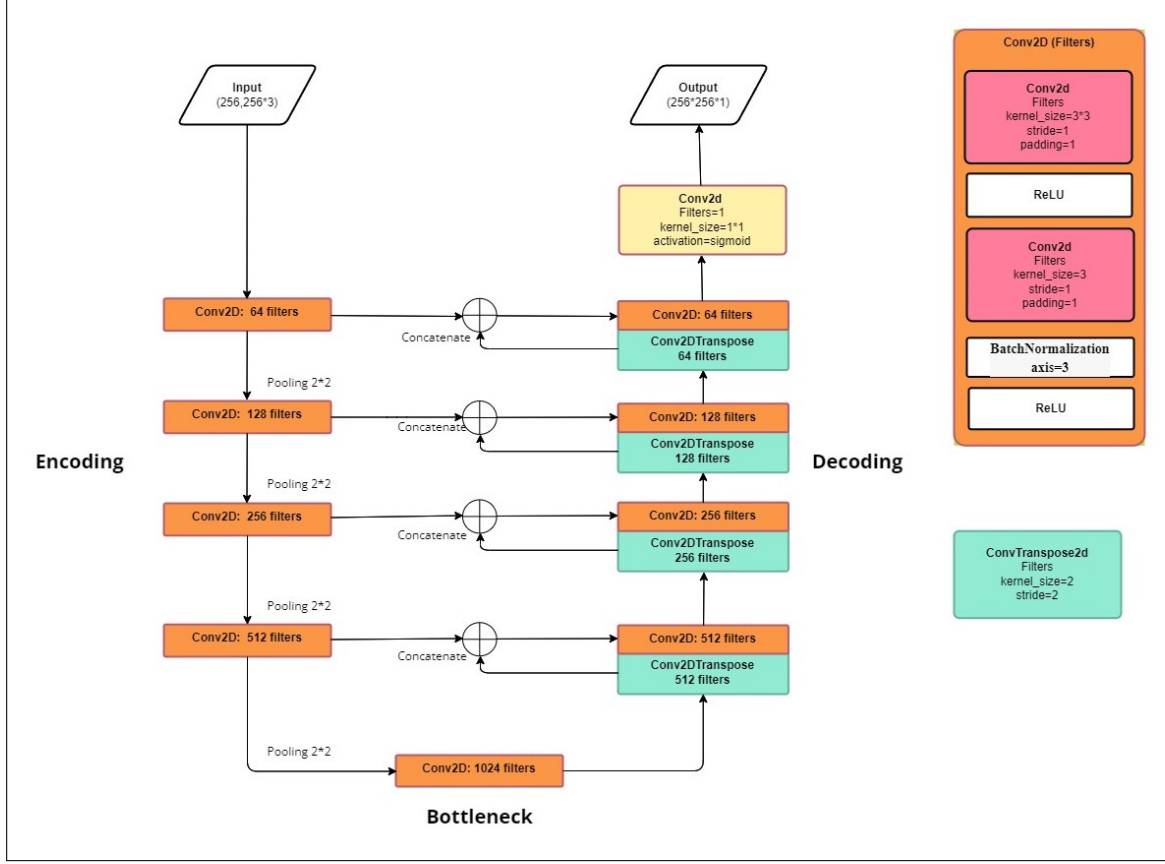 Input
(256,256*3)
Output
(256*256*1)
Conv2d
Filters=1
kernel_size=1*1
activation=sigmoid
Conv2D: 64 filters
Concatenate
Conv2D: 64 filters
Conv2DTranspose
64 filters
Pooling 2*2
Conv2D: 128 filters
Concatenate
Conv2D: 128 filters
Conv2DTranspose
128 filters
Encoding
Decoding
Pooling 2*2
Conv2D: 256 filters
Concatenate
Conv2D: 256 filters
Conv2DTranspose
256 filters
Pooling 2*2
Conv2D: 512 filters
Concatenate
Conv2D: 512 filters
Conv2DTranspose
512 filters
Pooling 2*2
Conv2D: 1024 filters
Bottleneck
Conv2D (Filters)
Conv2d
Filters
kernel_size=3*3
stride=1
padding=1
ReLU
Conv2d
Filters
kernel_size=3
stride=1
padding=1
BatchNormalization
axis=3
ReLU
ConvTranspose2d
Filters
kernel_size=2
stride=2